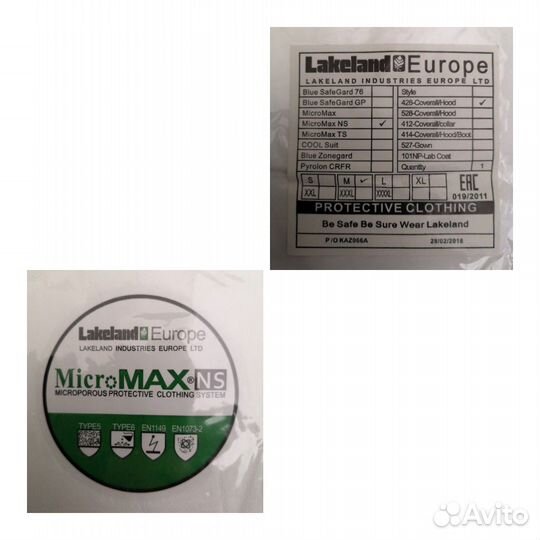 Lakeland Europe
LAKELAND INDUSTRIES EUROPE LTD
Blue SafeGard 76 Style
Blue SafeGard GP 428-Coverall/Hood ✓
MicroMax 528-Coverall/Hood
MicroMax NS ✓ 412-Coverall/collar
MicroMax TS 414-Coverall/Hood/Boot
COOL Suit 527-Gown
Blue Zonegard 101NP-Lab Coat
Pyrolon CRFR Quantity 1
S M ✓ L XL EAC
XXL XXXL XXXXL 019/2011
PROTECTIVE CLOTHING
Be Safe Be Sure Wear Lakeland
P/O KAZ066A 29/02/2016
Lakeland Europe
LAKELAND INDUSTRIES EUROPE LTD
MicroMAX® NS
MICROPOROUS PROTECTIVE CLOTHING SYSTEM
TYPE5 TYPE6 EN1149 EN1073-2
Avito